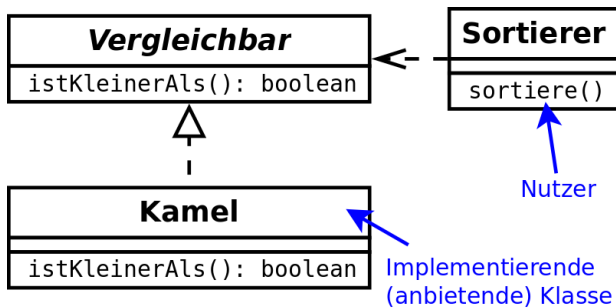 Vergleichbar
istKleinerAls(): boolean
Sortierer
sortiere()
Nutzer
Kamel
istKleinerAls(): boolean
Implementierende
(anbietende) Klasse